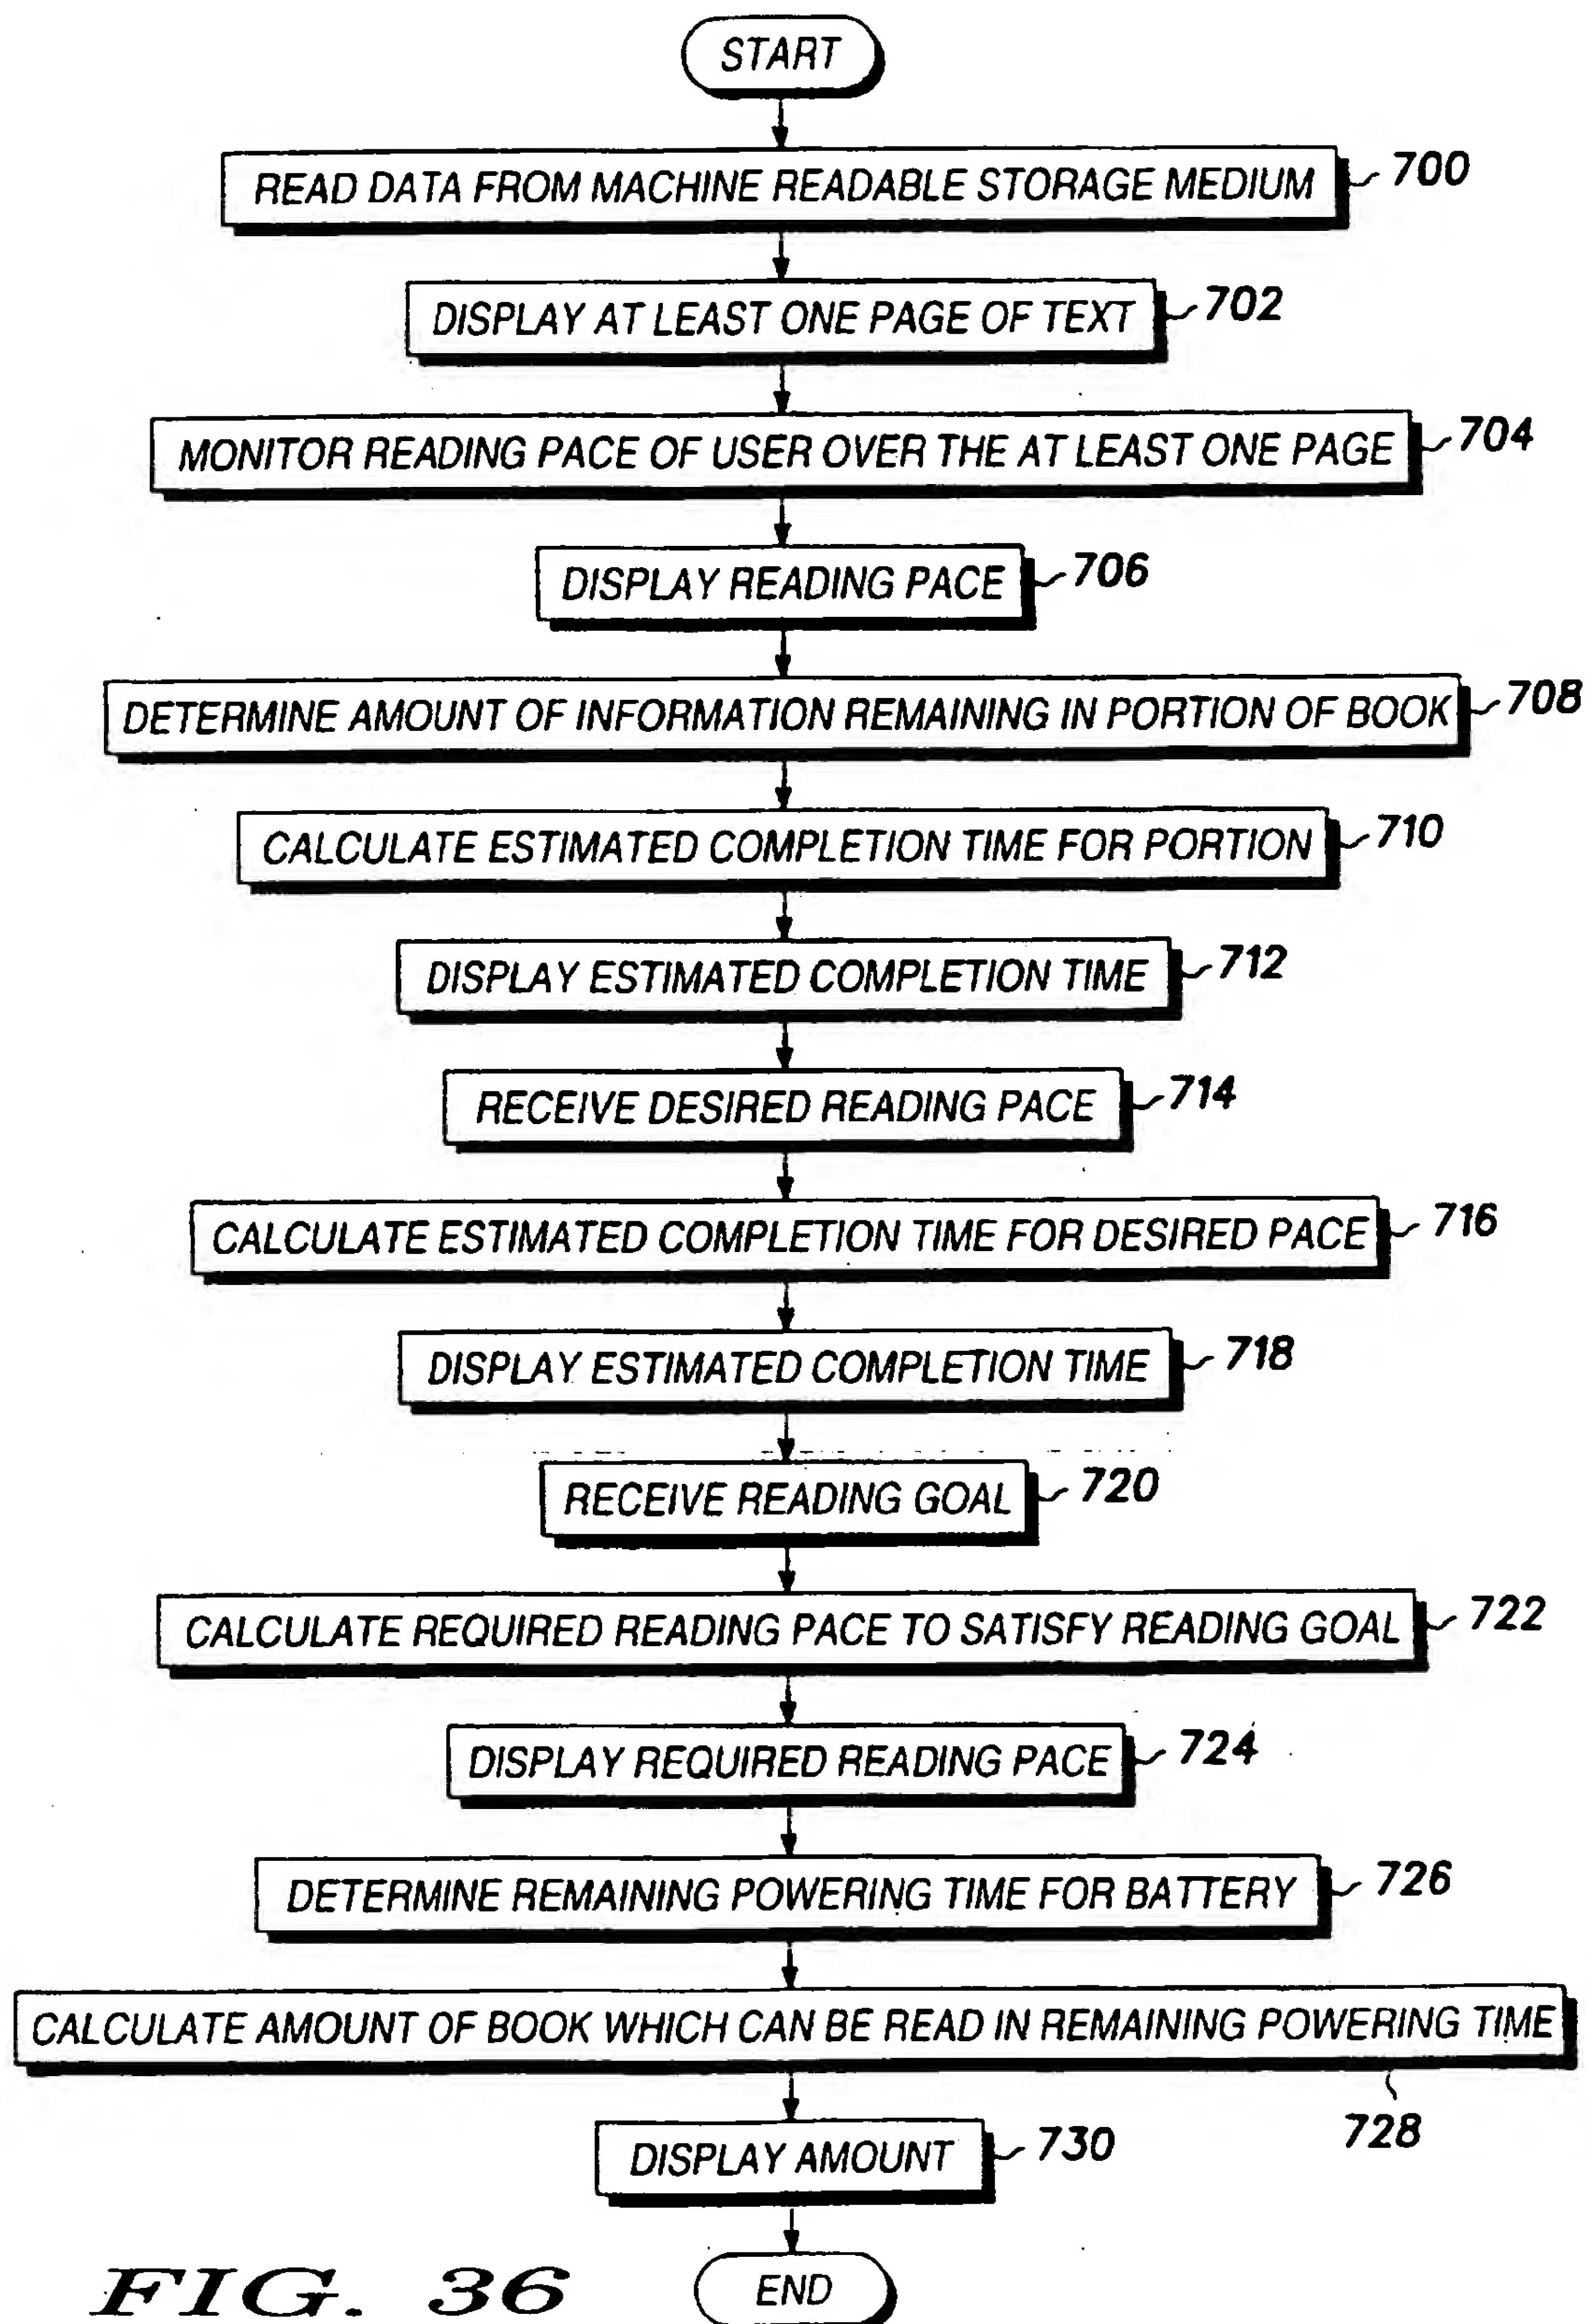 START
READ DATA FROM MACHINE READABLE STORAGE MEDIUM 700
DISPLAY AT LEAST ONE PAGE OF TEXT 702
MONITOR READING PACE OF USER OVER THE AT LEAST ONE PAGE 704
DISPLAY READING PACE 706
DETERMINE AMOUNT OF INFORMATION REMAINING IN PORTION OF BOOK 708
CALCULATE ESTIMATED COMPLETION TIME FOR PORTION 710
DISPLAY ESTIMATED COMPLETION TIME 712
RECEIVE DESIRED READING PACE 714
CALCULATE ESTIMATED COMPLETION TIME FOR DESIRED PACE 716
DISPLAY ESTIMATED COMPLETION TIME 718
RECEIVE READING GOAL 720
CALCULATE REQUIRED READING PACE TO SATISFY READING GOAL 722
DISPLAY REQUIRED READING PACE 724
DETERMINE REMAINING POWERING TIME FOR BATTERY 726
CALCULATE AMOUNT OF BOOK WHICH CAN BE READ IN REMAINING POWERING TIME
728
DISPLAY AMOUNT 730
END
FIG. 36